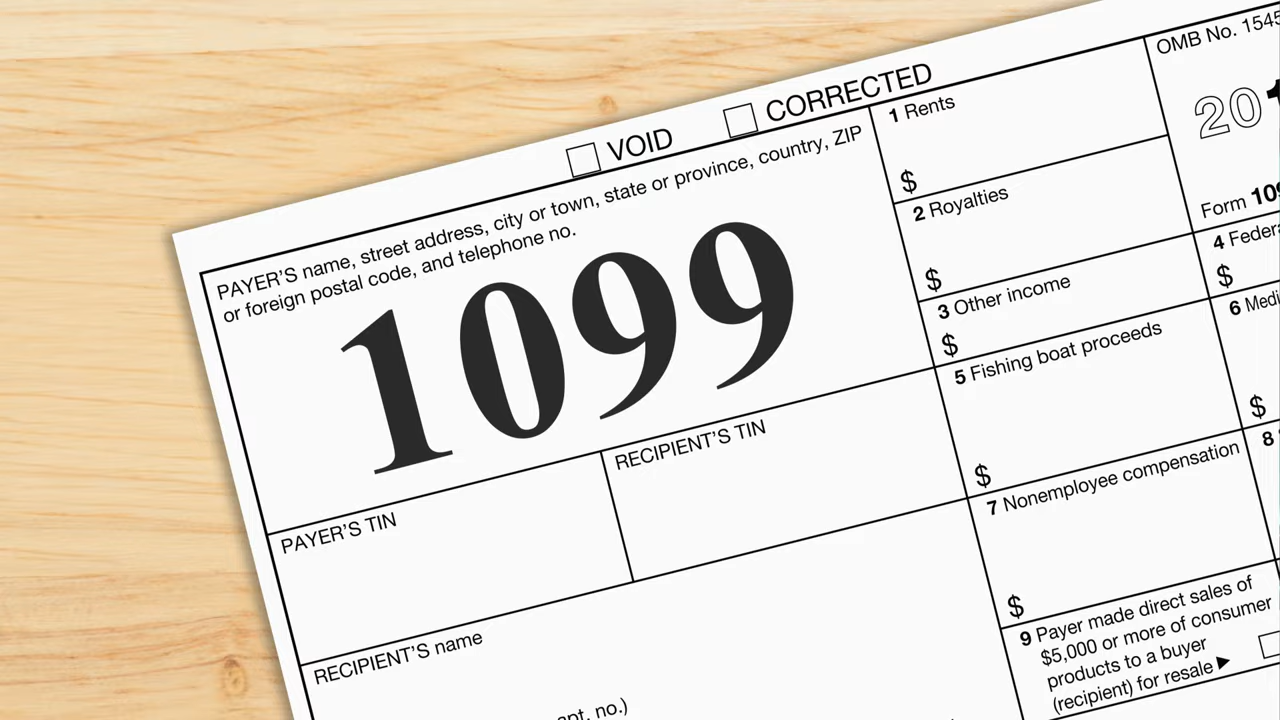 VOID
CORRECTED
PAYER'S name, street address, city or town, state or province, country, ZIP
or foreign postal code, and telephone no.
1099
PAYER'S TIN
RECIPIENT'S TIN
RECIPIENT'S name
apt. no.)
1 Rents
$
2 Royalties
$
3 Other income
$
5 Fishing boat proceeds
$
7 Nonemployee compensation
$
9 Payer made direct sales of
$5,000 or more of consumer
products to a buyer
(recipient) for resale ▶
OMB No. 1545
201
Form 109
4 Federa
$
6 Medi
$
8